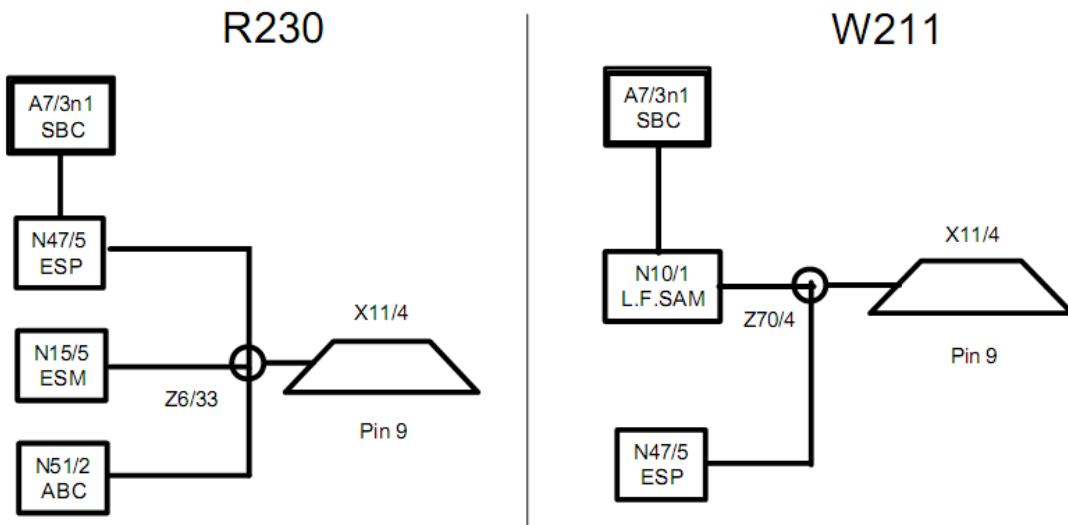 R230
A7/3n1
SBC
N47/5
ESP
X11/4
N15/5
ESM
Z6/33
Pin 9
N51/2
ABC
W211
A7/3n1
SBC
X11/4
N10/1
L.F.SAM
Z70/4
Pin 9
N47/5
ESP